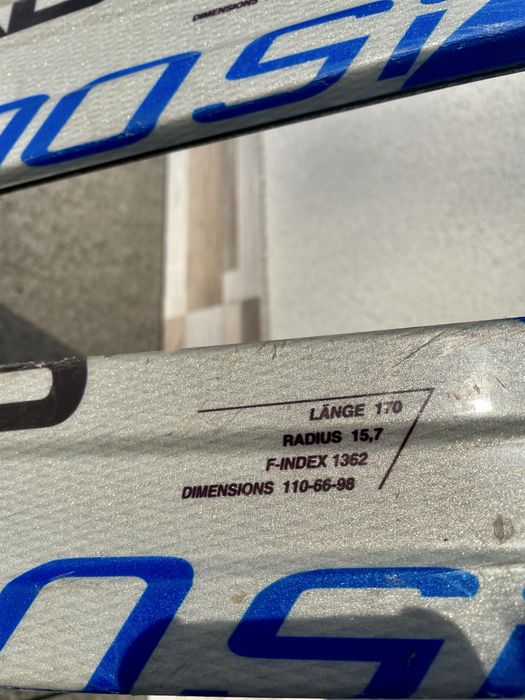 DIMENSIONS
LÄNGE 170
RADIUS 15,7
F-INDEX 1362
DIMENSIONS 110-66-98